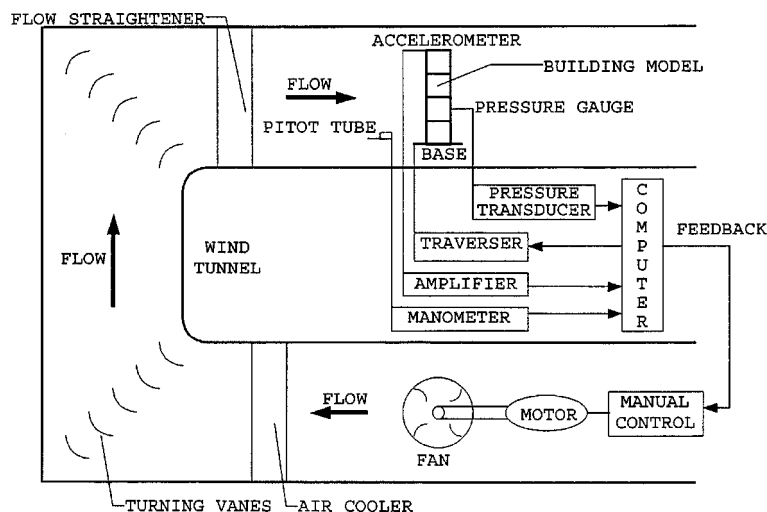 FLOW STRAIGHTENER
ACCELEROMETER
BUILDING MODEL
FLOW
PRESSURE GAUGE
PITOT TUBE
BASE
PRESSURE
TRANSDUCER
COMPUTER
FEEDBACK
FLOW
WIND
TUNNEL
TRAVERSER
AMPLIFIER
MANOMETER
FLOW
MOTOR
MANUAL
CONTROL
FAN
TURNING VANES
AIR COOLER